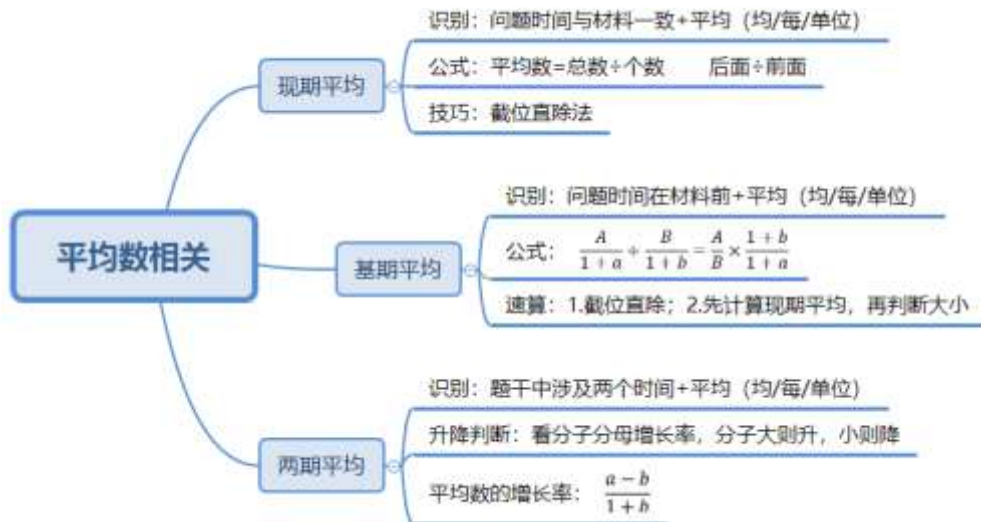 平均数相关
现期平均
识别：问题时间与材料一致+平均（均/每/单位）
公式：平均数=总数÷个数 后面÷前面
技巧：截位直除法
基期平均
识别：问题时间在材料前+平均（均/每/单位）
公式： \frac{A}{1+a} ÷ \frac{B}{1+b} = \frac{A}{B} × \frac{1+b}{1+a}
速算：1.截位直除；2.先计算现期平均，再判断大小
两期平均
识别：题干中涉及两个时间+平均（均/每/单位）
升降判断：看分子分母增长率，分子大则升，小则降
平均数的增长率： \frac{a-b}{1+b}